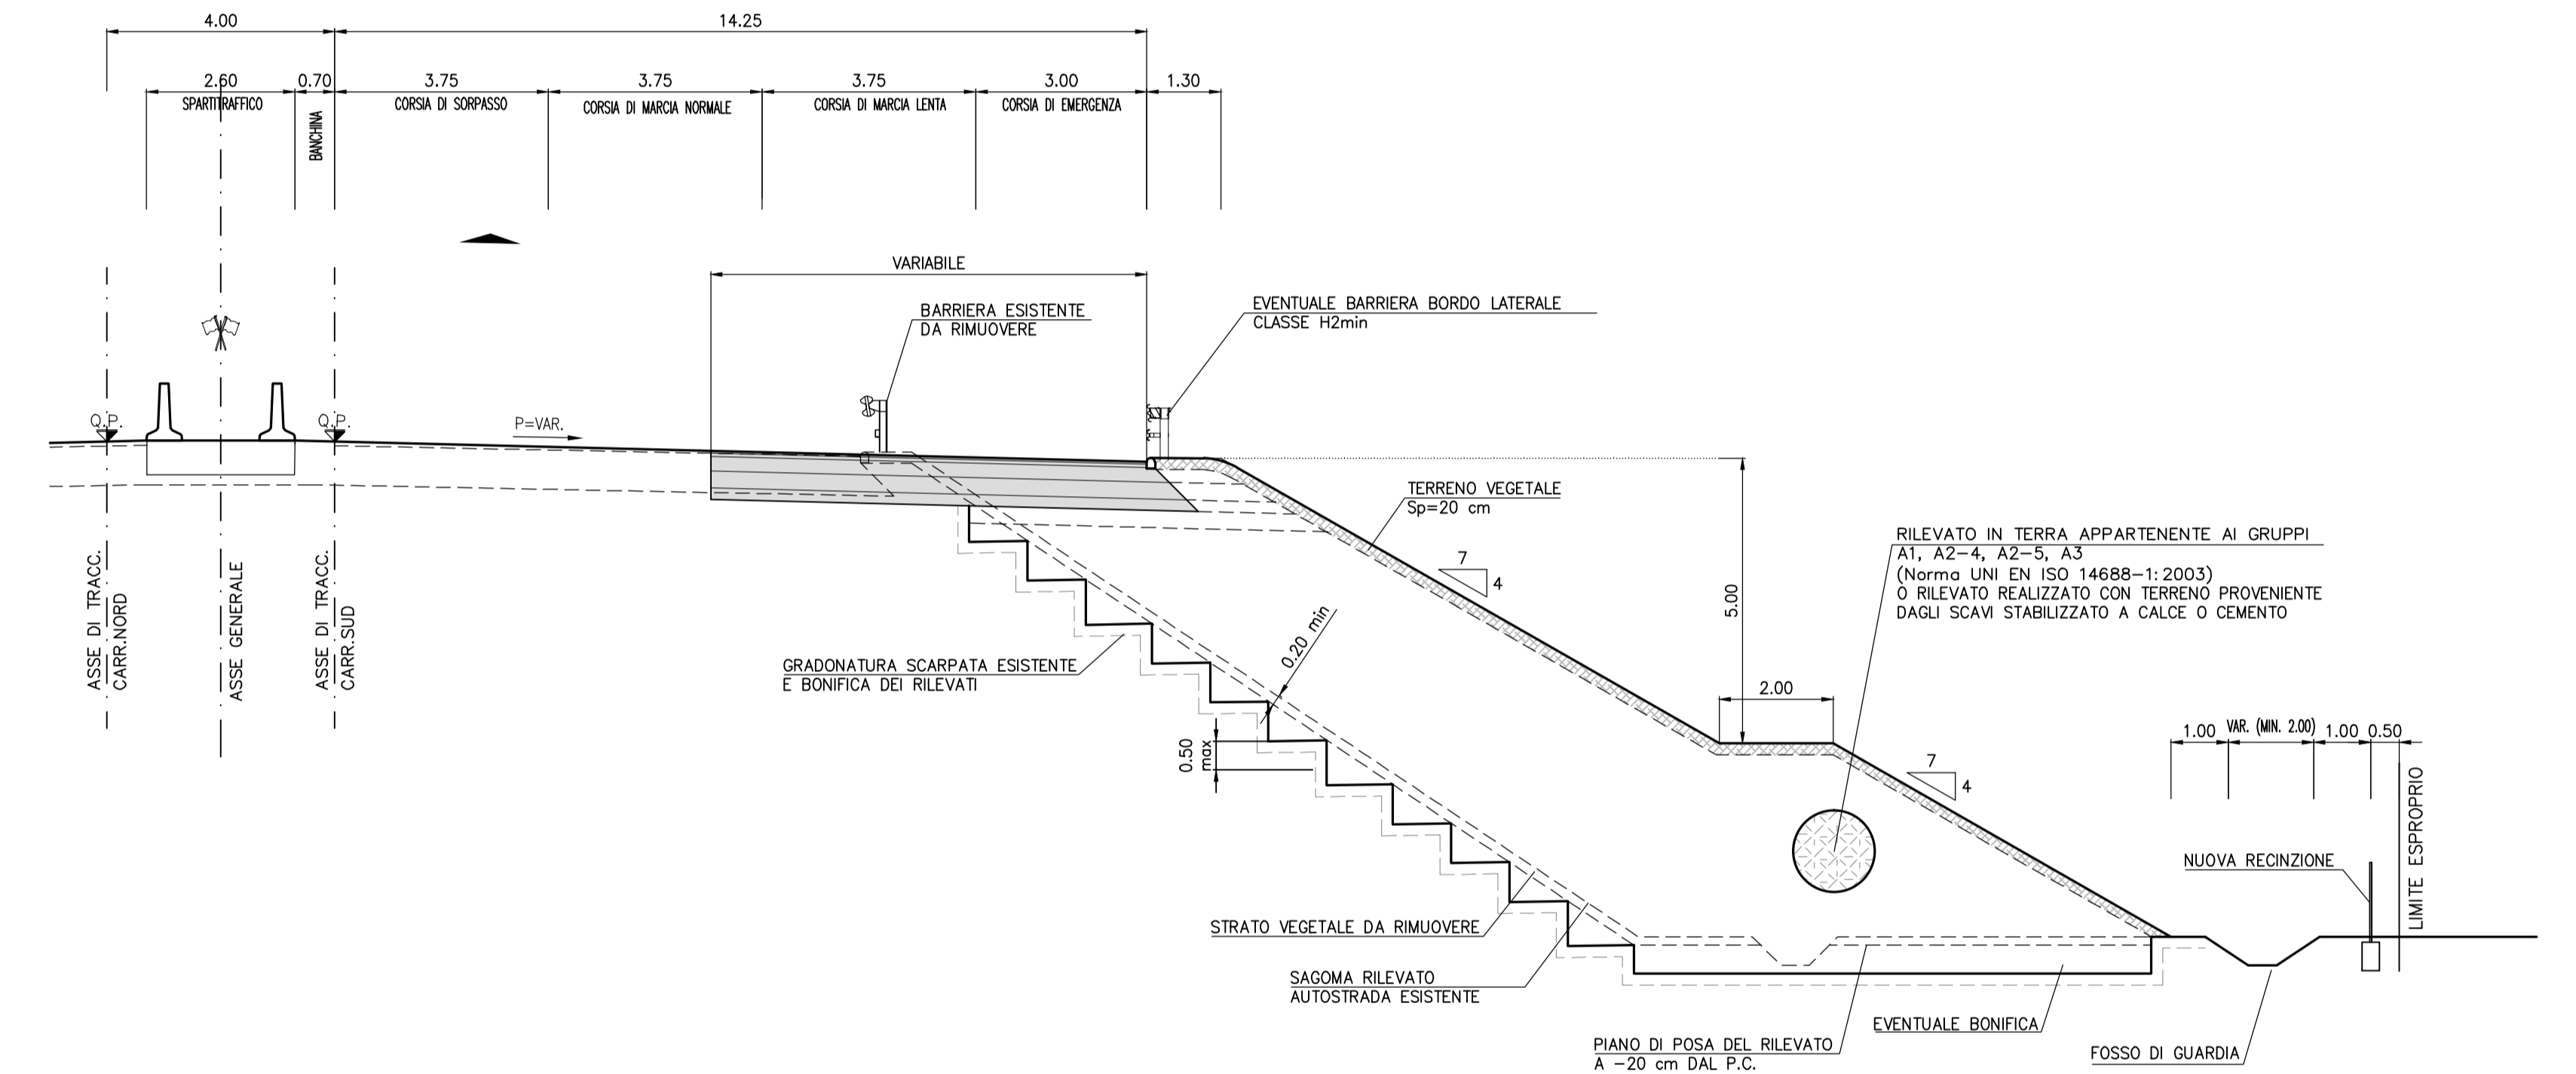 4.00
14.25
2.60
0.70
3.75
3.75
3.75
3.00
1.30
SPARTITRAFFICO
BANCHINA
CORSIA DI SORPASSO
CORSIA DI MARCIA NORMALE
CORSIA DI MARCIA LENTA
CORSIA DI EMERGENZA
VARIABILE
BARRIERA ESISTENTE
DA RIMUOVERE
EVENTUALE BARRIERA BORDO LATERALE
CLASSE H2min
Q.P.
Q.P.
P=VAR.
TERRENO VEGETALE
Sp=20 cm
7
4
RILEVATO IN TERRA APPARTENENTE AI GRUPPI
A1, A2-4, A2-5, A3
(Norma UNI EN ISO 14688-1:2003)
O RILEVATO REALIZZATO CON TERRENO PROVENIENTE
DAGLI SCAVI STABILIZZATO A CALCE O CEMENTO
ASSE DI TRACC.
CARR.NORD
ASSE GENERALE
ASSE DI TRACC.
CARR.SUD
5.00
0.20 min
GRADONATURA SCARPATA ESISTENTE
E BONIFICA DEI RILEVATI
2.00
0.50
max
1.00
VAR. (MIN. 2.00)
1.00
0.50
7
4
LIMITE ESPROPRIO
NUOVA RECINZIONE
STRATO VEGETALE DA RIMUOVERE
SAGOMA RILEVATO
AUTOSTRADA ESISTENTE
EVENTUALE BONIFICA
PIANO DI POSA DEL RILEVATO
A -20 cm DAL P.C.
FOSSO DI GUARDIA